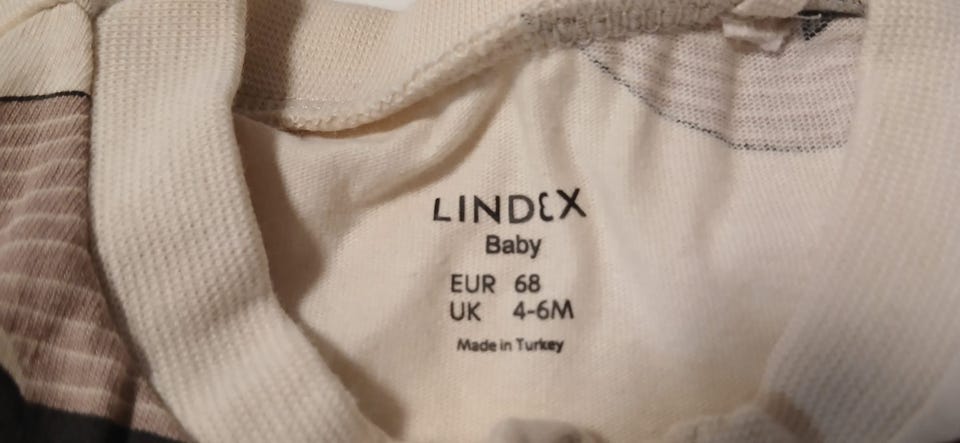 LINDEX
Baby
EUR 68
UK 4-6M
Made in Turkey